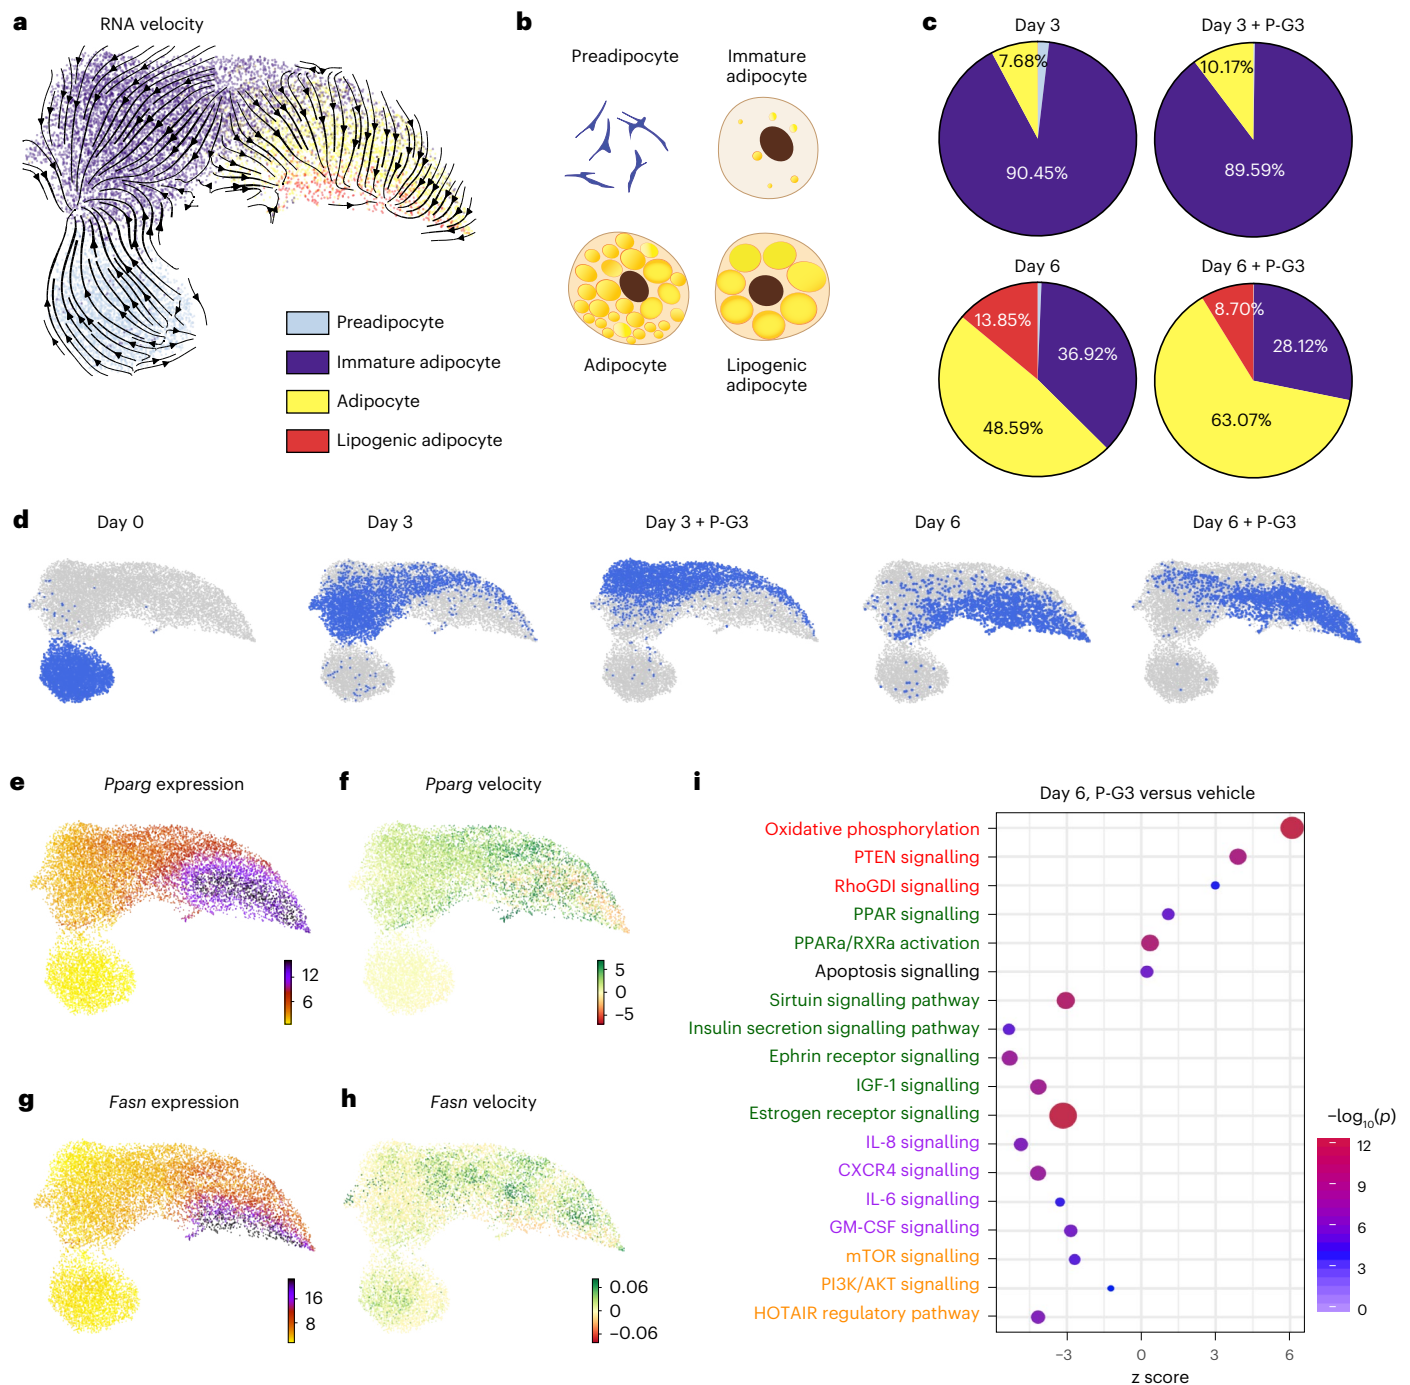 a
RNA velocity
Preadipocyte
Immature adipocyte
Adipocyte
Lipogenic adipocyte
b
Preadipocyte
Immature
adipocyte
Adipocyte
Lipogenic
adipocyte
c
Day 3
7.68%
90.45%
Day 3 + P-G3
10.17%
89.59%
Day 6
13.85%
36.92%
48.59%
Day 6 + P-G3
8.70%
28.12%
63.07%
d
Day 0
Day 3
Day 3 + P-G3
Day 6
Day 6 + P-G3
e
Pparg expression
12
6
f
Pparg velocity
5
0
−5
g
Fasn expression
16
8
h
Fasn velocity
0.06
0
−0.06
i
Day 6, P-G3 versus vehicle
Oxidative phosphorylation
PTEN signalling
RhoGDI signalling
PPAR signalling
PPARa/RXRa activation
Apoptosis signalling
Sirtuin signalling pathway
Insulin secretion signalling pathway
Ephrin receptor signalling
IGF-1 signalling
Estrogen receptor signalling
IL-8 signalling
CXCR4 signalling
IL-6 signalling
GM-CSF signalling
mTOR signalling
PI3K/AKT signalling
HOTAIR regulatory pathway
−3
0
3
6
z score
−log10(p)
12
9
6
3
0